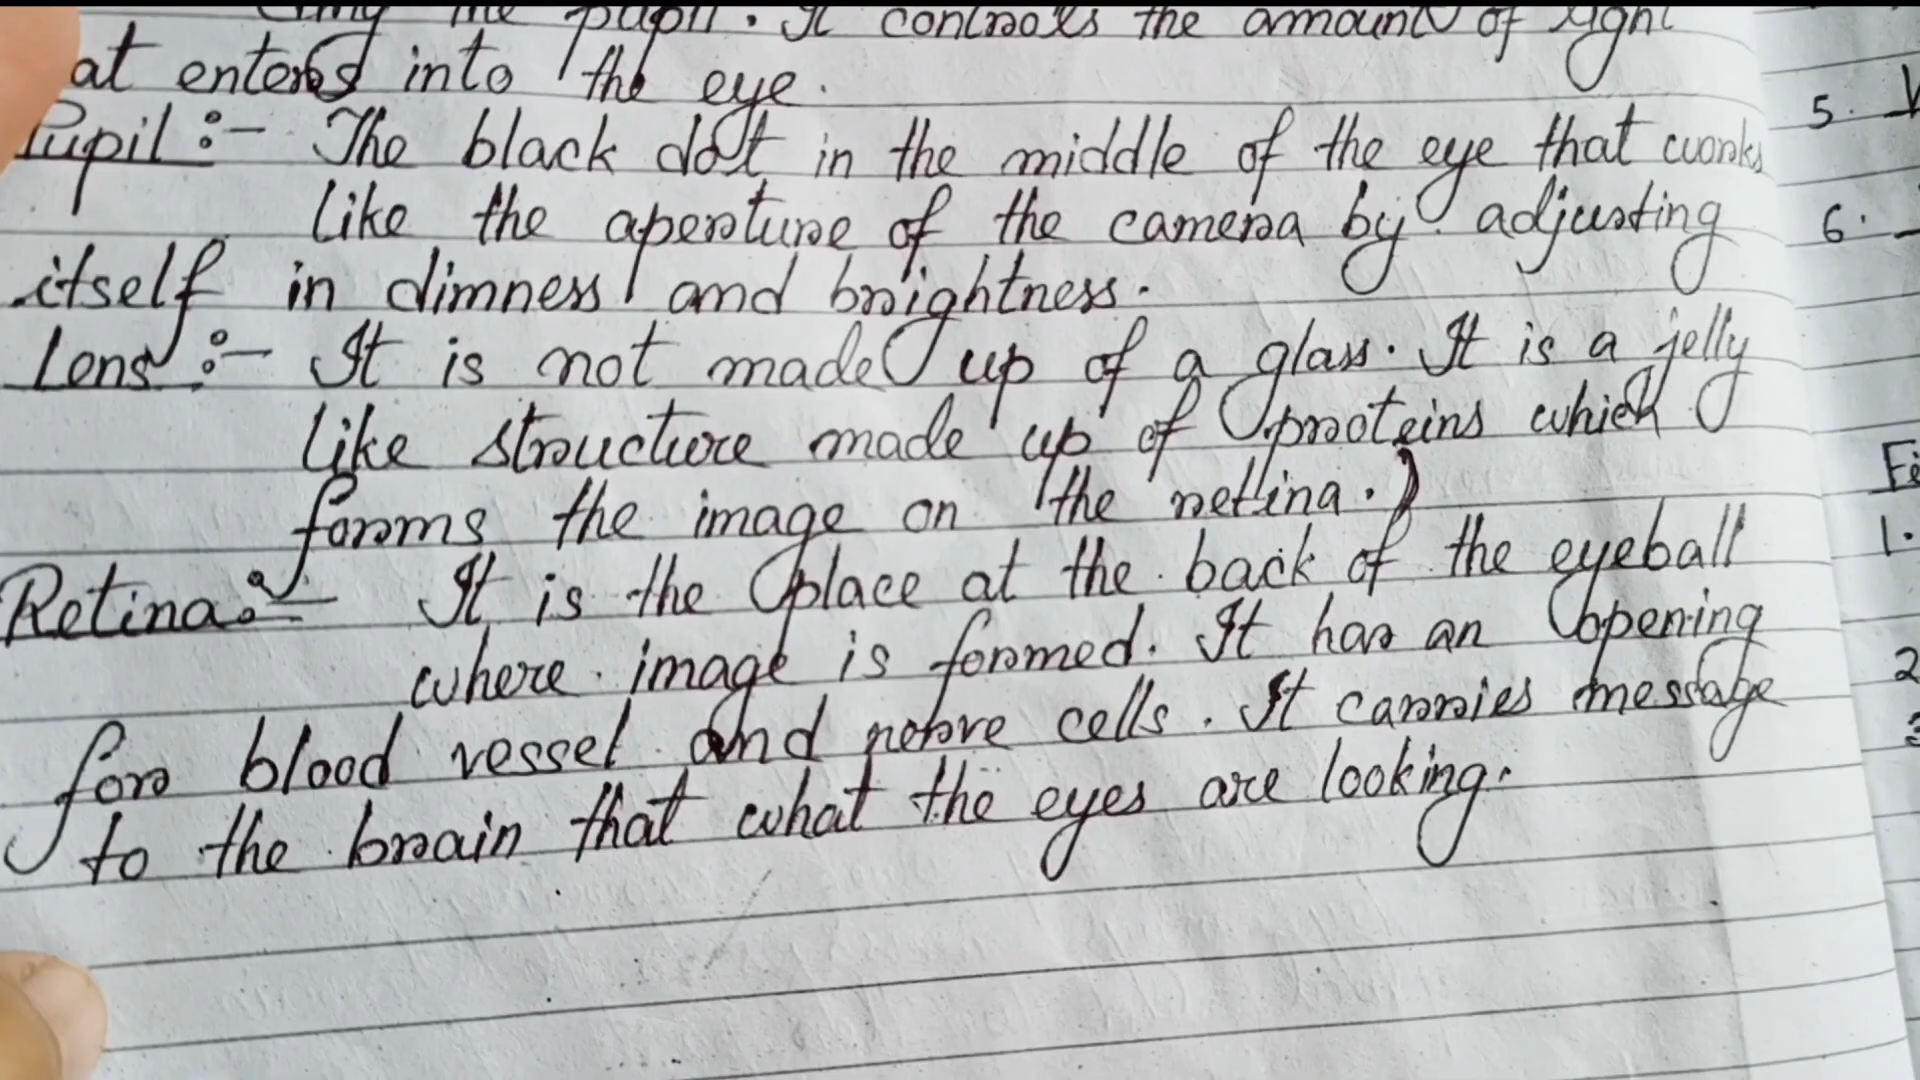 the pupil. It controls the amount of light
at enters into the eye.
Pupil :- The black dot in the middle of the eye that works
like the aperture of the camera by adjusting
itself in dimness and brightness.
Lens :- It is not made up of a glass. It is a jelly
like structure made up of proteins which
forms the image on the retina.
Retina :- It is the place at the back of the eyeball
where image is formed. It has an opening
for blood vessel and nerve cells. It carries message
to the brain that what the eyes are looking.
5.
6.
1.
2
3